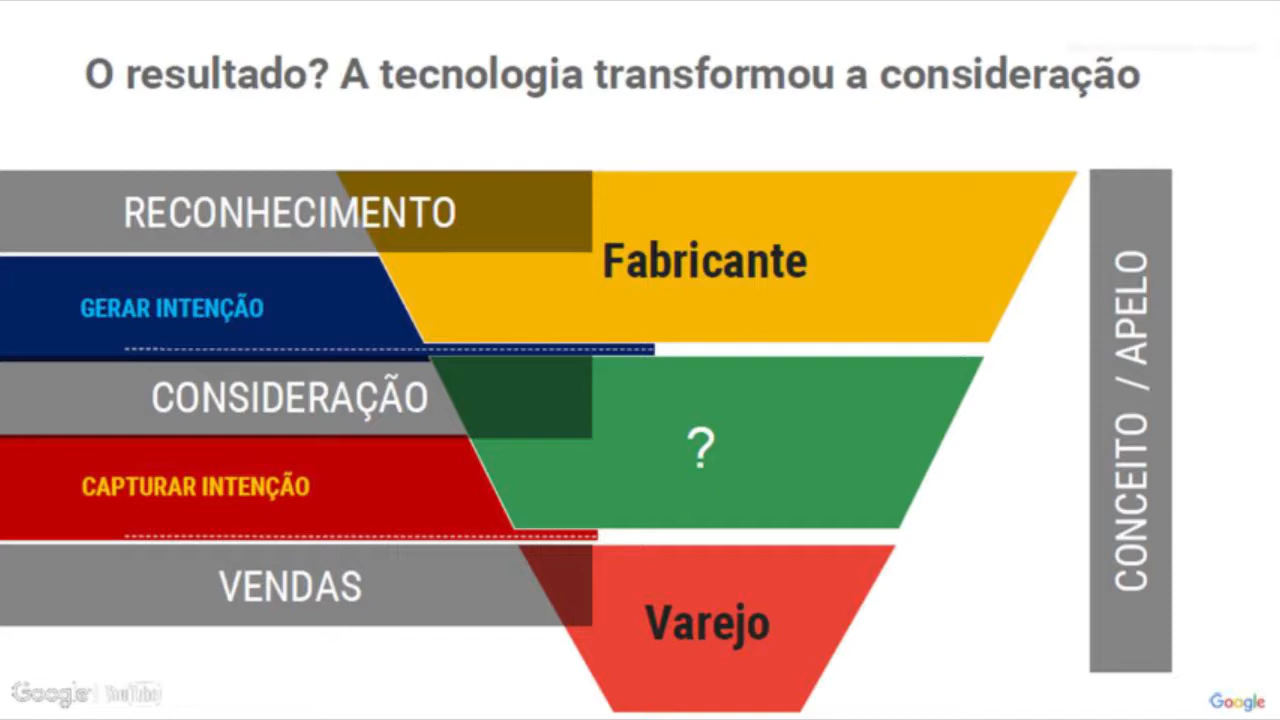 O resultado? A tecnologia transformou a consideração
RECONHECIMENTO
Fabricante
GERAR INTENÇÃO
CONSIDERAÇÃO
?
CAPTURAR INTENÇÃO
VENDAS
Varejo
CONCEITO / APELO
Google YouTube
Google